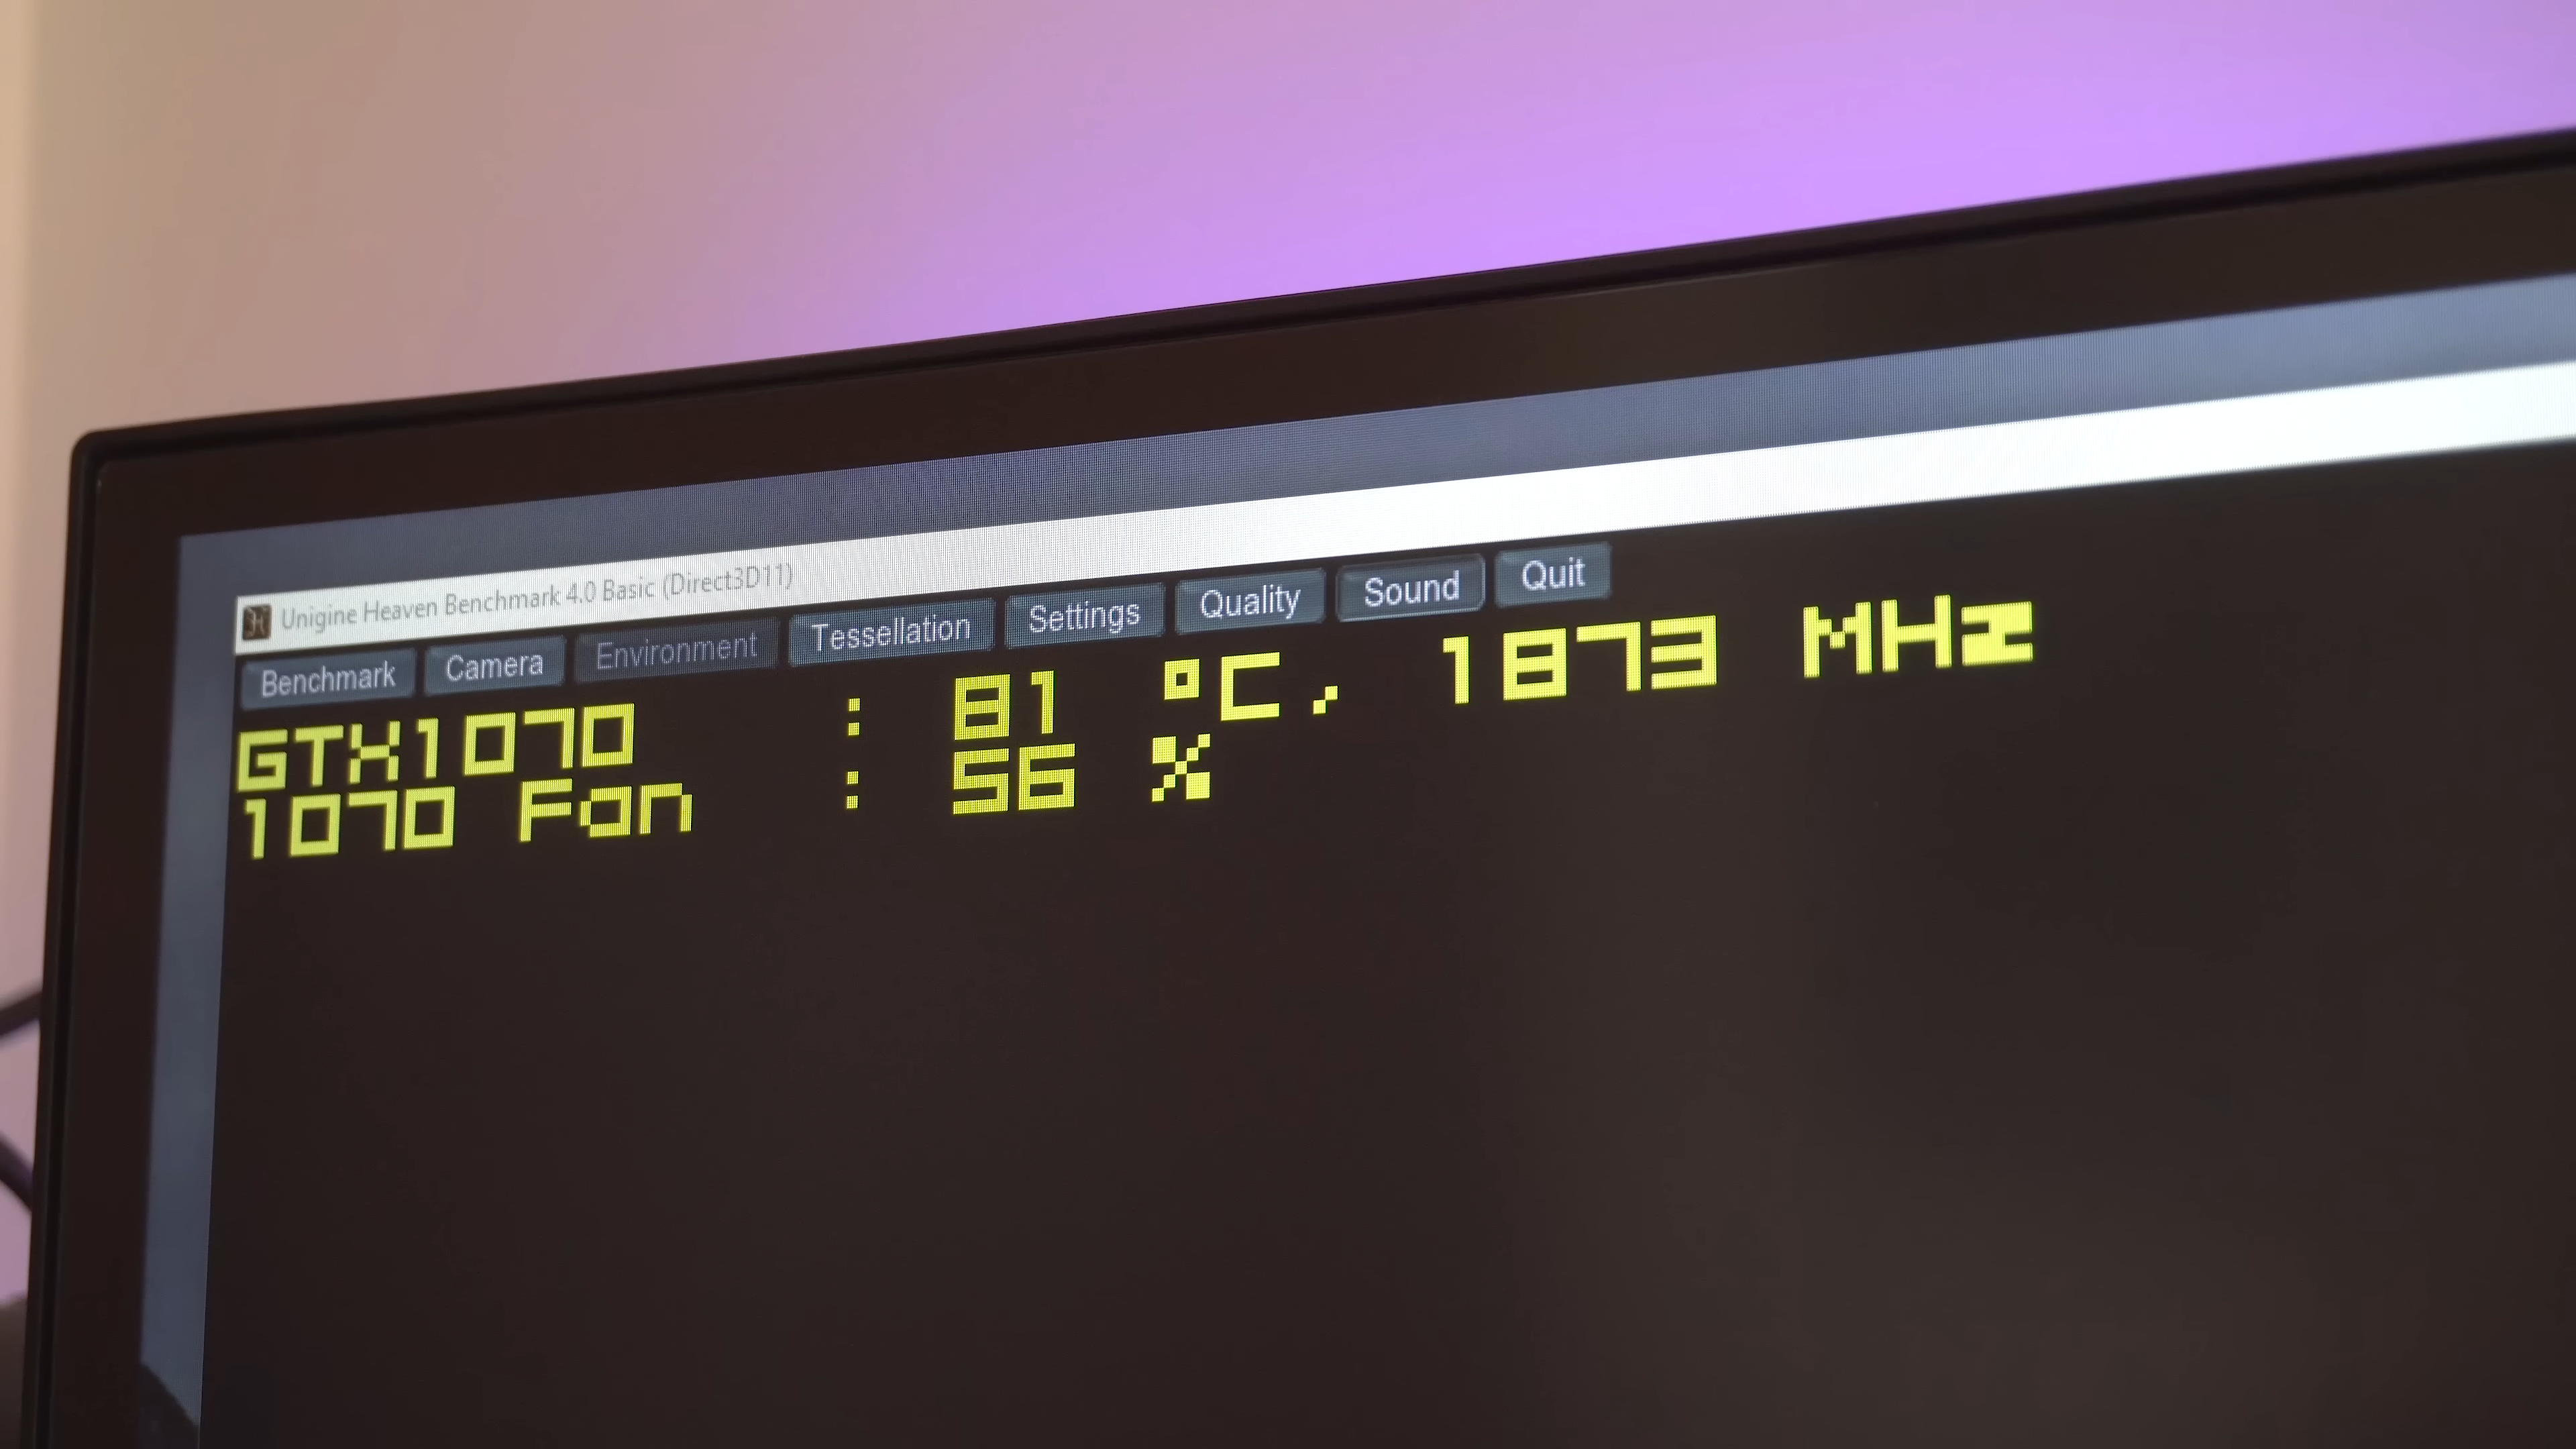 Unigine Heaven Benchmark 4.0 Basic (Direct3D11)
Benchmark Camera Environment Tessellation Settings Quality Sound Quit
GTX1070 : 81 °C, 1873 MHz
1070 Fan : 56 %